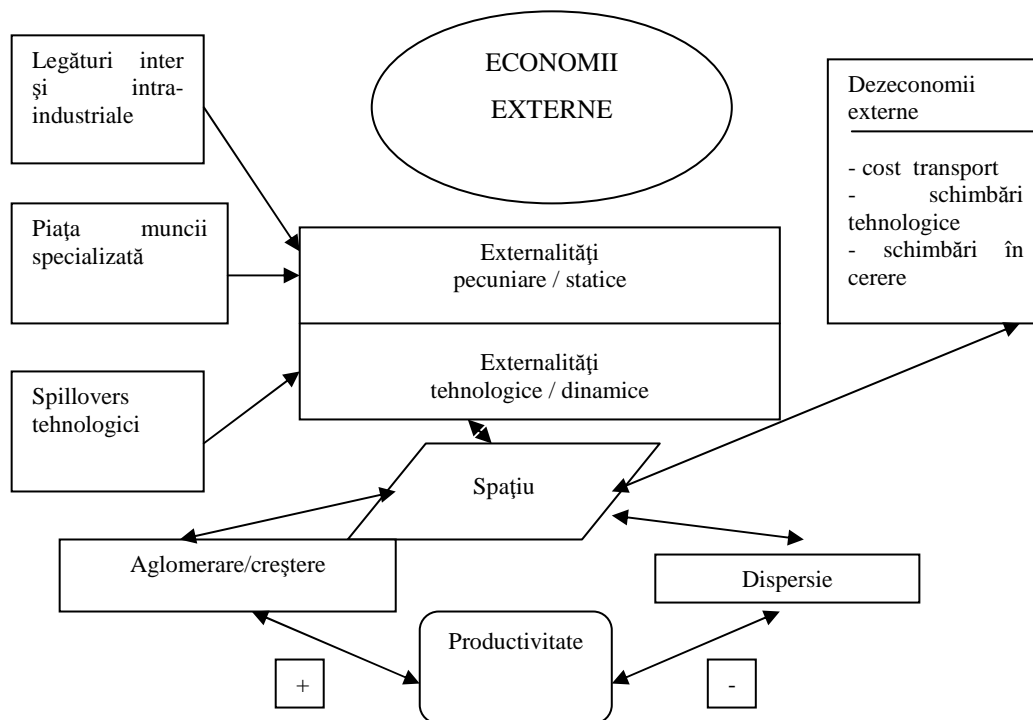 Legături inter
şi intra-
industriale
ECONOMII
EXTERNE
Dezeconomii
externe
- cost transport
- schimbări
tehnologice
- schimbări în
cerere
Piaţa muncii
specializată
Externalităţi
pecuniare / statice
Externalităţi
tehnologice / dinamice
Spillovers
tehnologici
Spaţiu
Aglomerare/creştere
Dispersie
Productivitate
+
-